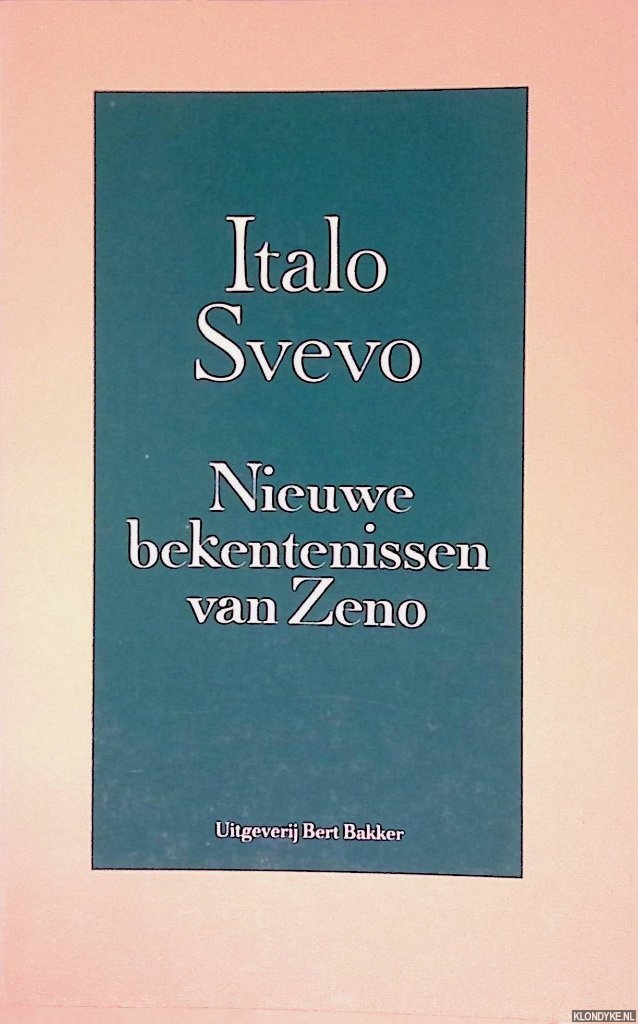 Italo
Svevo
Nieuwe
bekentenissen
van Zeno
Uitgeverij Bert Bakker
KLONDYKE.NL